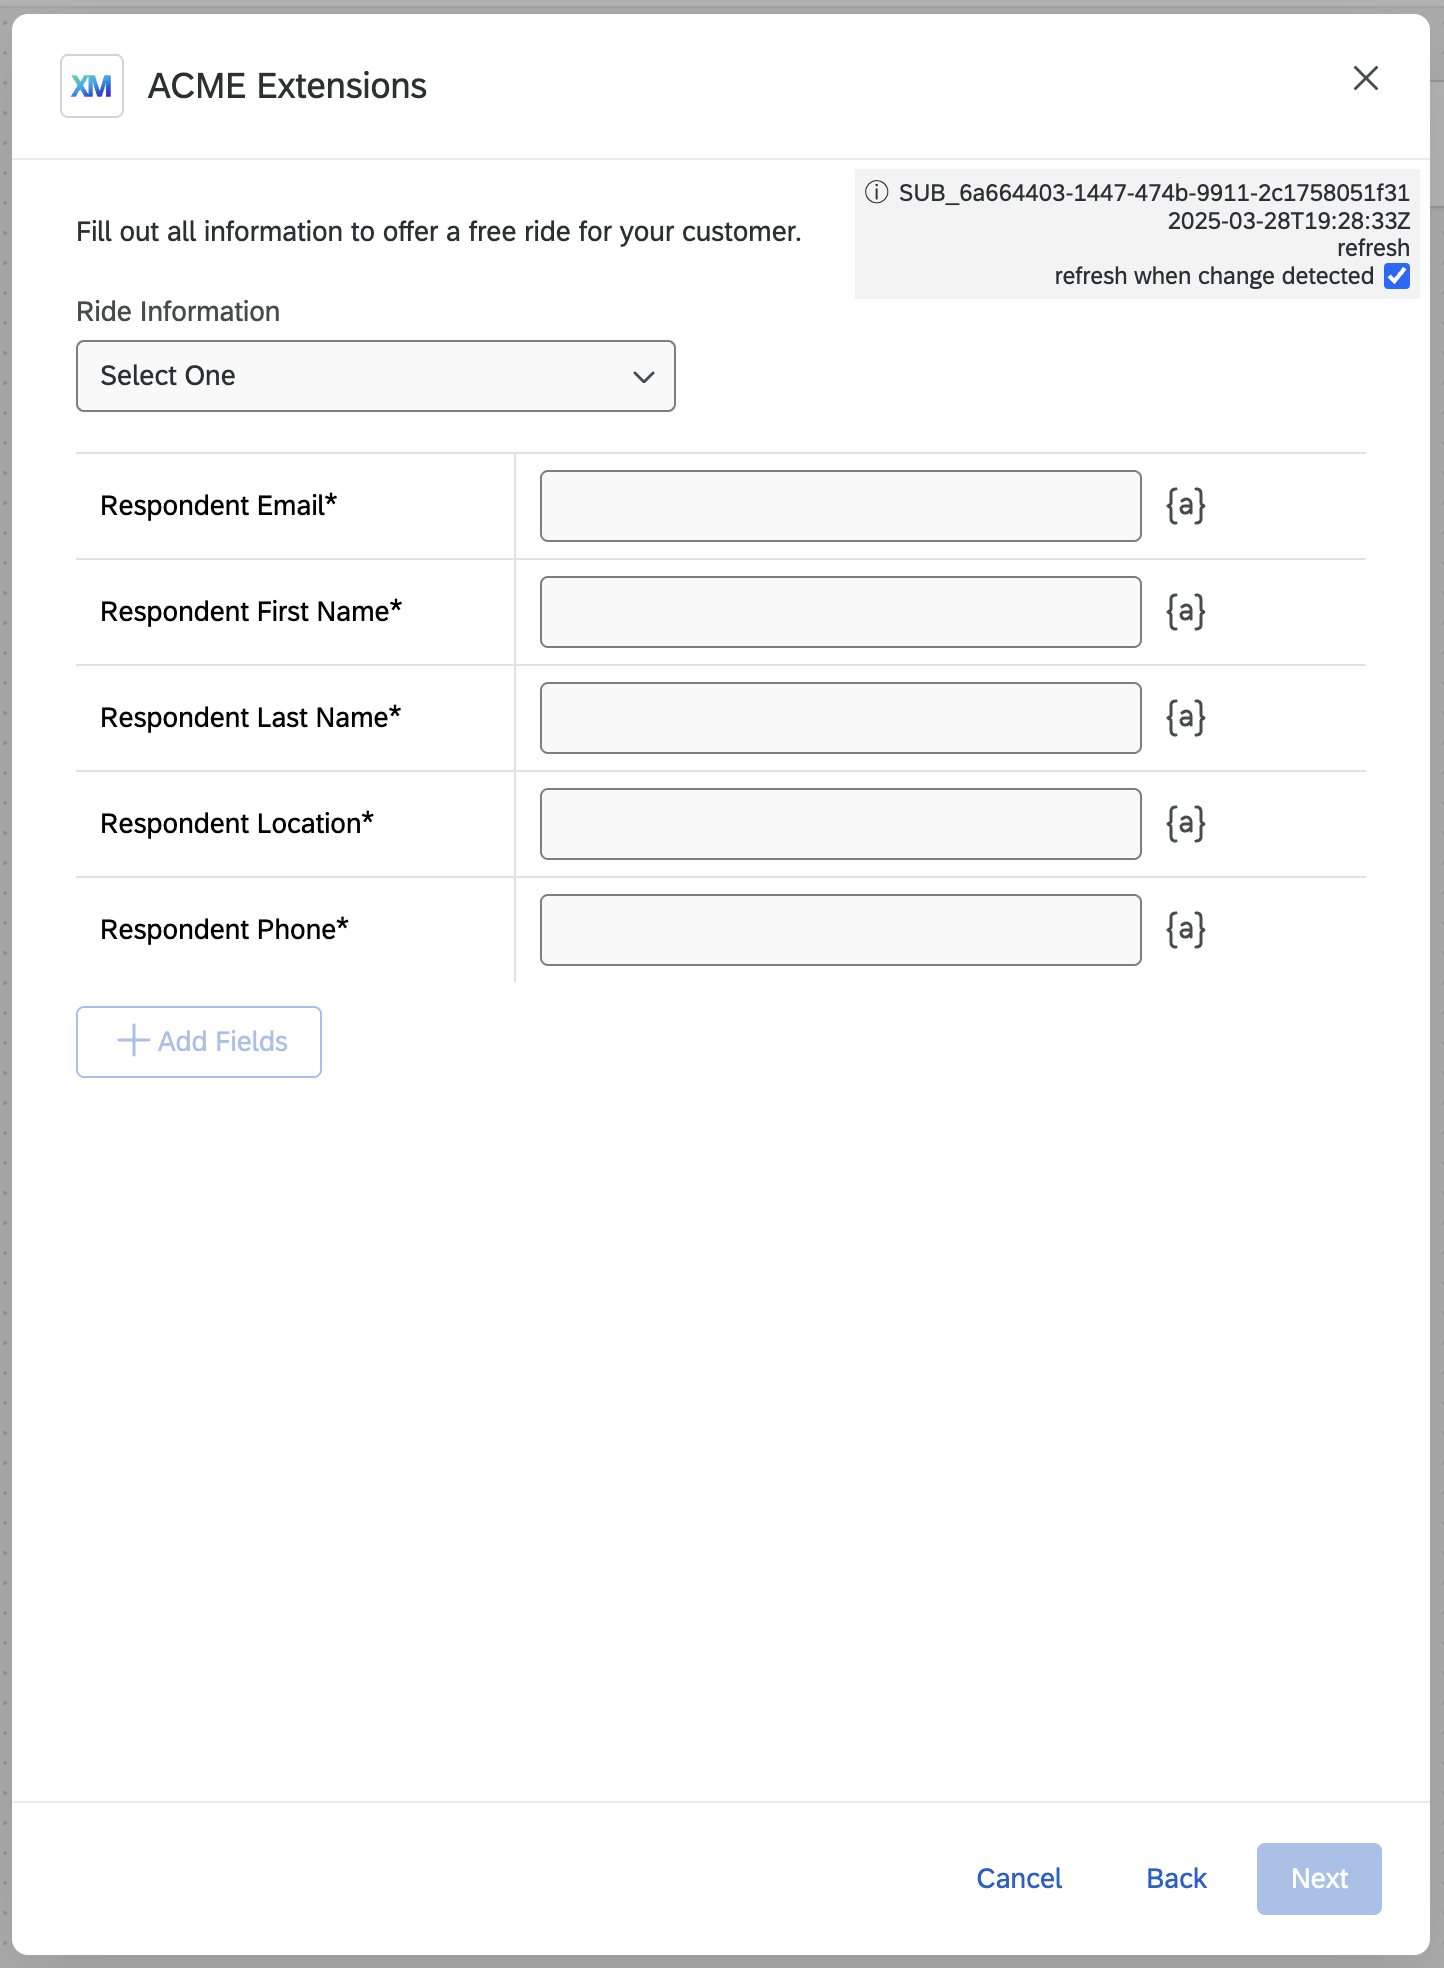 XM
ACME Extensions
SUB_6a664403-1447-474b-9911-2c1758051f31
2025-03-28T19:28:33Z
refresh
refresh when change detected
Fill out all information to offer a free ride for your customer.
Ride Information
Select One
Respondent Email*
{a}
Respondent First Name*
{a}
Respondent Last Name*
{a}
Respondent Location*
{a}
Respondent Phone*
{a}
Add Fields
Cancel
Back
Next